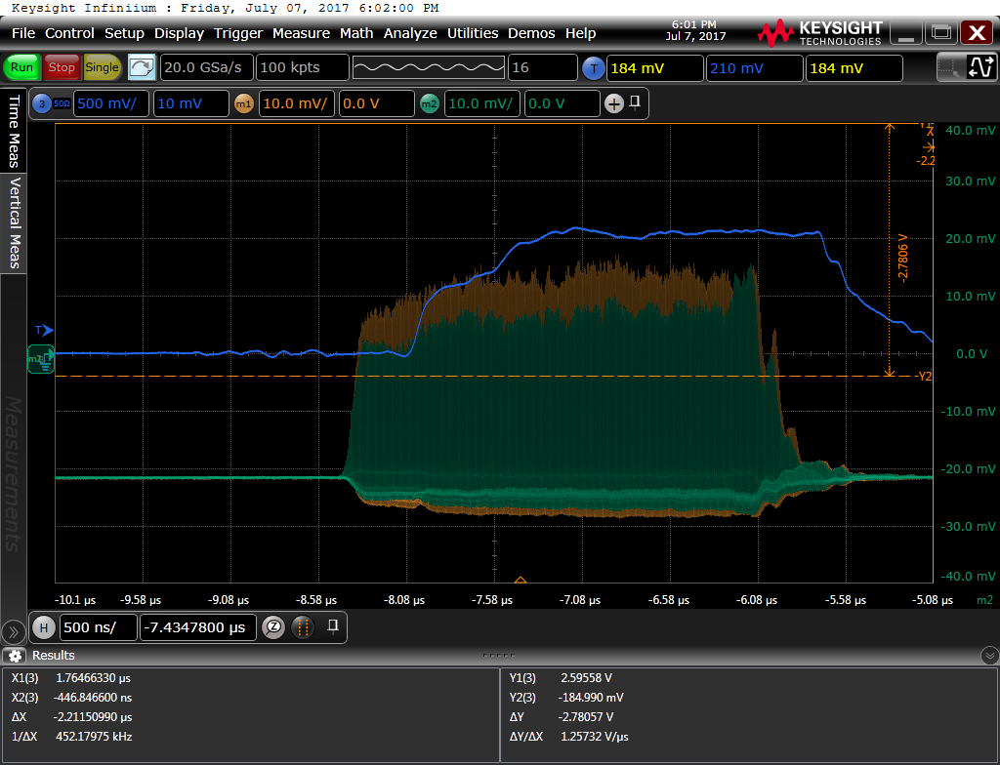 Keysight Infiniium : Friday, July 07, 2017 6:02:00 PM
File Control Setup Display Trigger Measure Math Analyze Utilities Demos Help
6:01 PM
Jul 7, 2017
KEYSIGHT
TECHNOLOGIES
Run Stop Single 20.0 GSa/s 100 kpts 16 T 184 mV 210 mV 184 mV
3 50Ω 500 mV/ 10 mV m1 10.0 mV/ 0.0 V m2 10.0 mV/ 0.0 V +
Time Meas
Vertical Meas
Measurements
T
m2
X
-2.2
-2.7806 V
-Y2
40.0 mV
30.0 mV
20.0 mV
10.0 mV
0.0 V
-10.0 mV
-20.0 mV
-30.0 mV
-40.0 mV
-10.1 µs -9.58 µs -9.08 µs -8.58 µs -8.08 µs -7.58 µs -7.08 µs -6.58 µs -6.08 µs -5.58 µs -5.08 µs m2
H 500 ns/ -7.4347800 µs
Results
X1(3) 1.76466330 µs
X2(3) -446.846600 ns
ΔX -2.21150990 µs
1/ΔX 452.17975 kHz
Y1(3) 2.59558 V
Y2(3) -184.990 mV
ΔY -2.78057 V
ΔY/ΔX 1.25732 V/µs